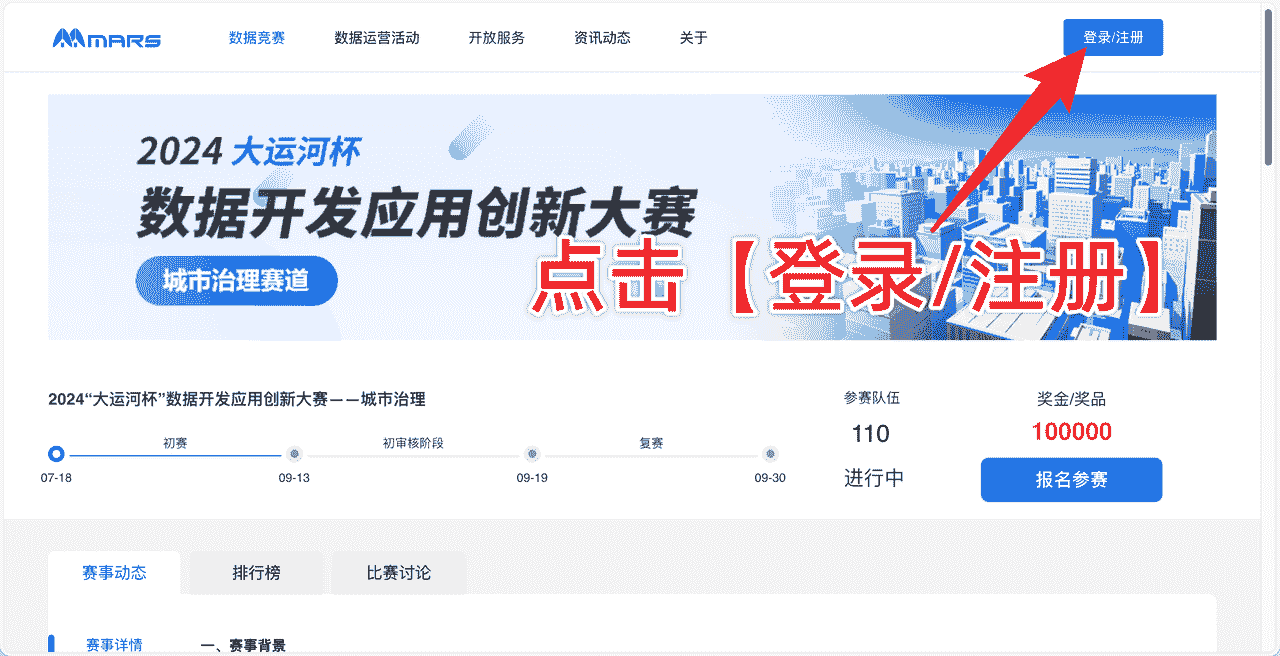 MARS
数据竞赛
数据运营活动
开放服务
资讯动态
关于
登录/注册
2024 大运河杯
数据开发应用创新大赛
城市治理赛道
点击【登录/注册】
2024“大运河杯”数据开发应用创新大赛——城市治理
参赛队伍
奖金/奖品
110
100000
初赛
初审核阶段
复赛
07-18
09-13
09-19
09-30
进行中
报名参赛
赛事动态
排行榜
比赛讨论
赛事详情
一、赛事背景